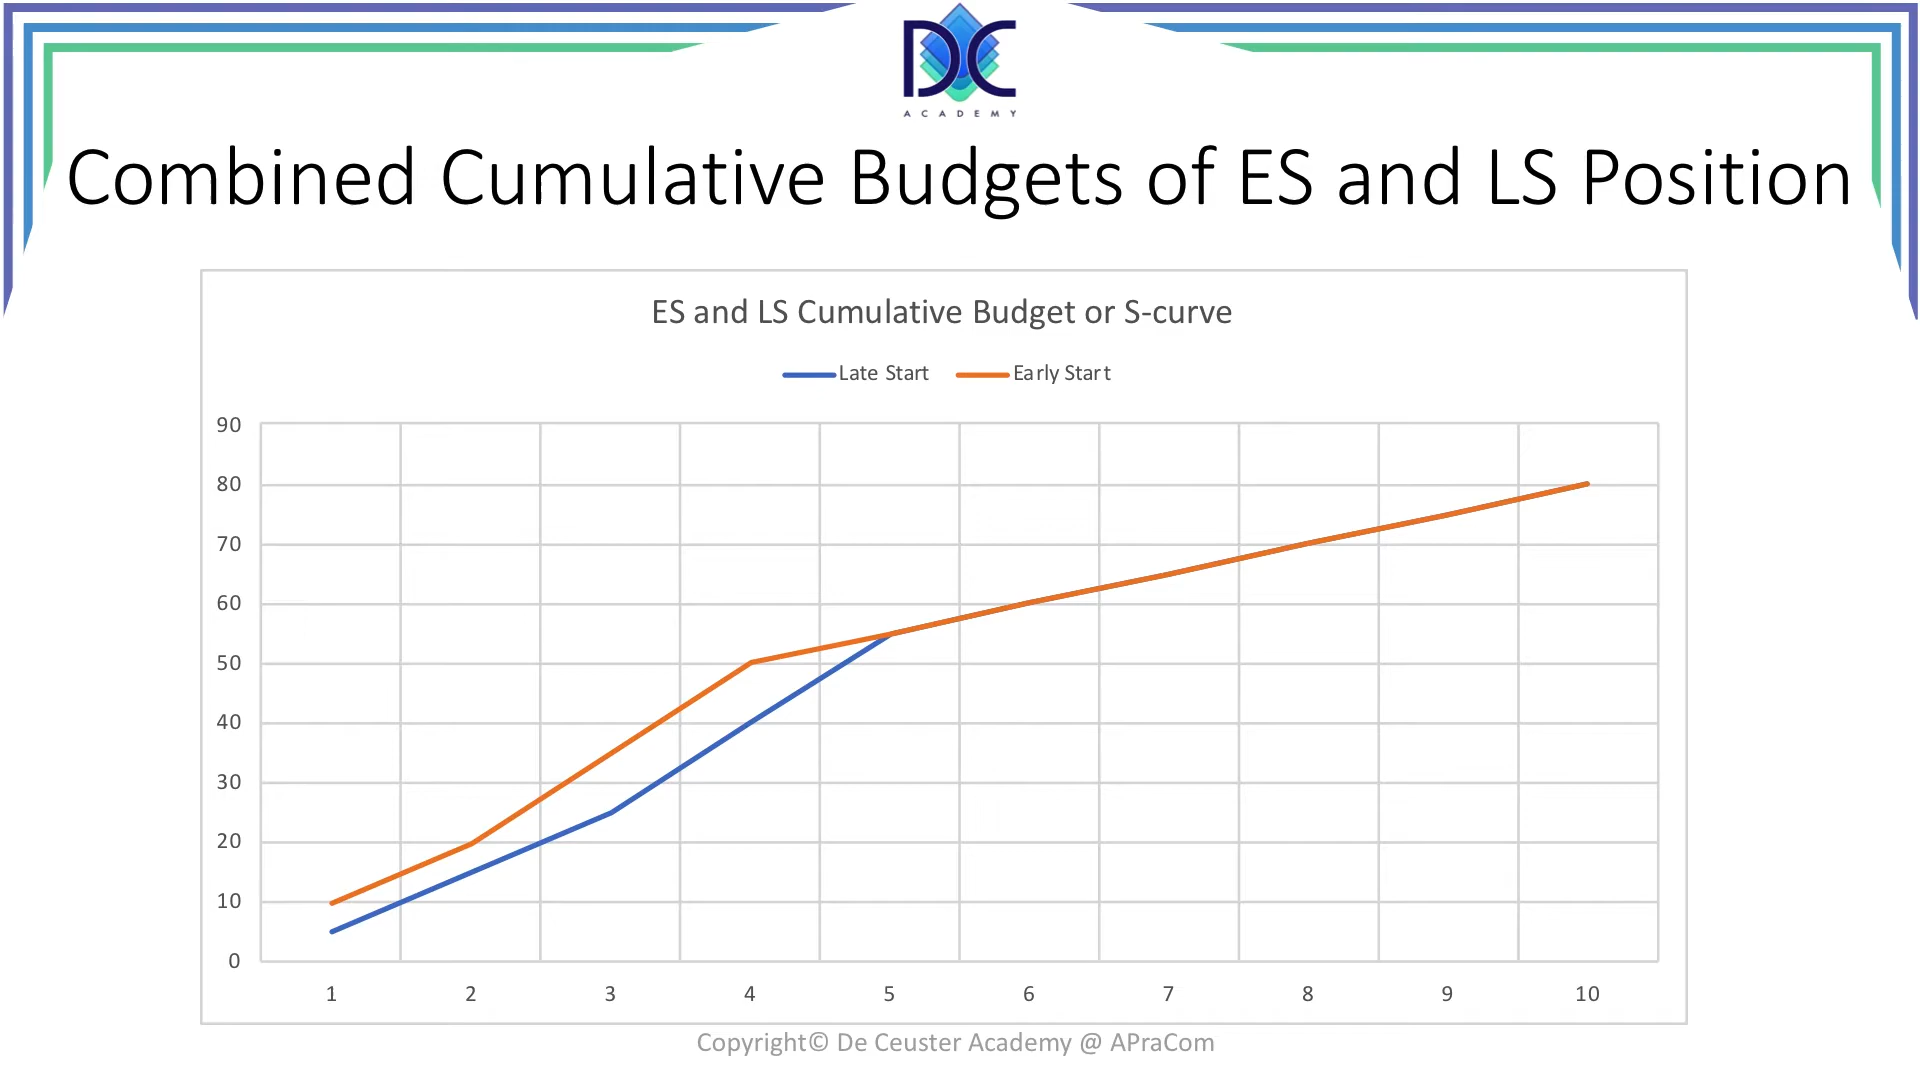 DC
ACADEMY
Combined Cumulative Budgets of ES and LS Position
ES and LS Cumulative Budget or S-curve
Late Start Early Start
90
80
70
60
50
40
30
20
10
0
1 2 3 4 5 6 7 8 9 10
Copyright© De Ceuster Academy @ APraCom